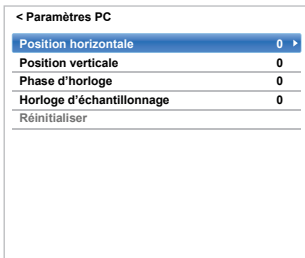 < Paramètres PC
Position horizontale 0
Position verticale 0
Phase d'horloge 0
Horloge d'échantillonnage 0
Réinitialiser